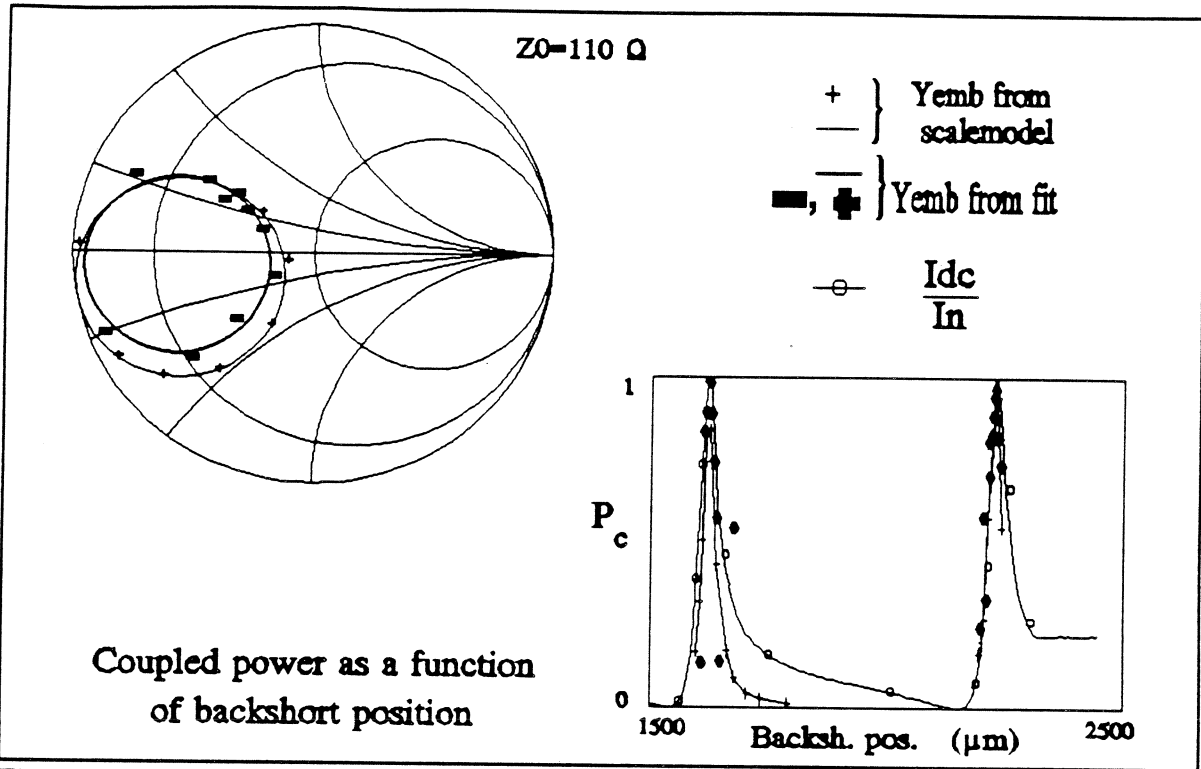 Z0=110 Ω
Yemb from
scalemodel
Yemb from fit
Idc
In
1
P
c
0
1500
Backsh. pos. (μm)
2500
Coupled power as a function
of backshort position